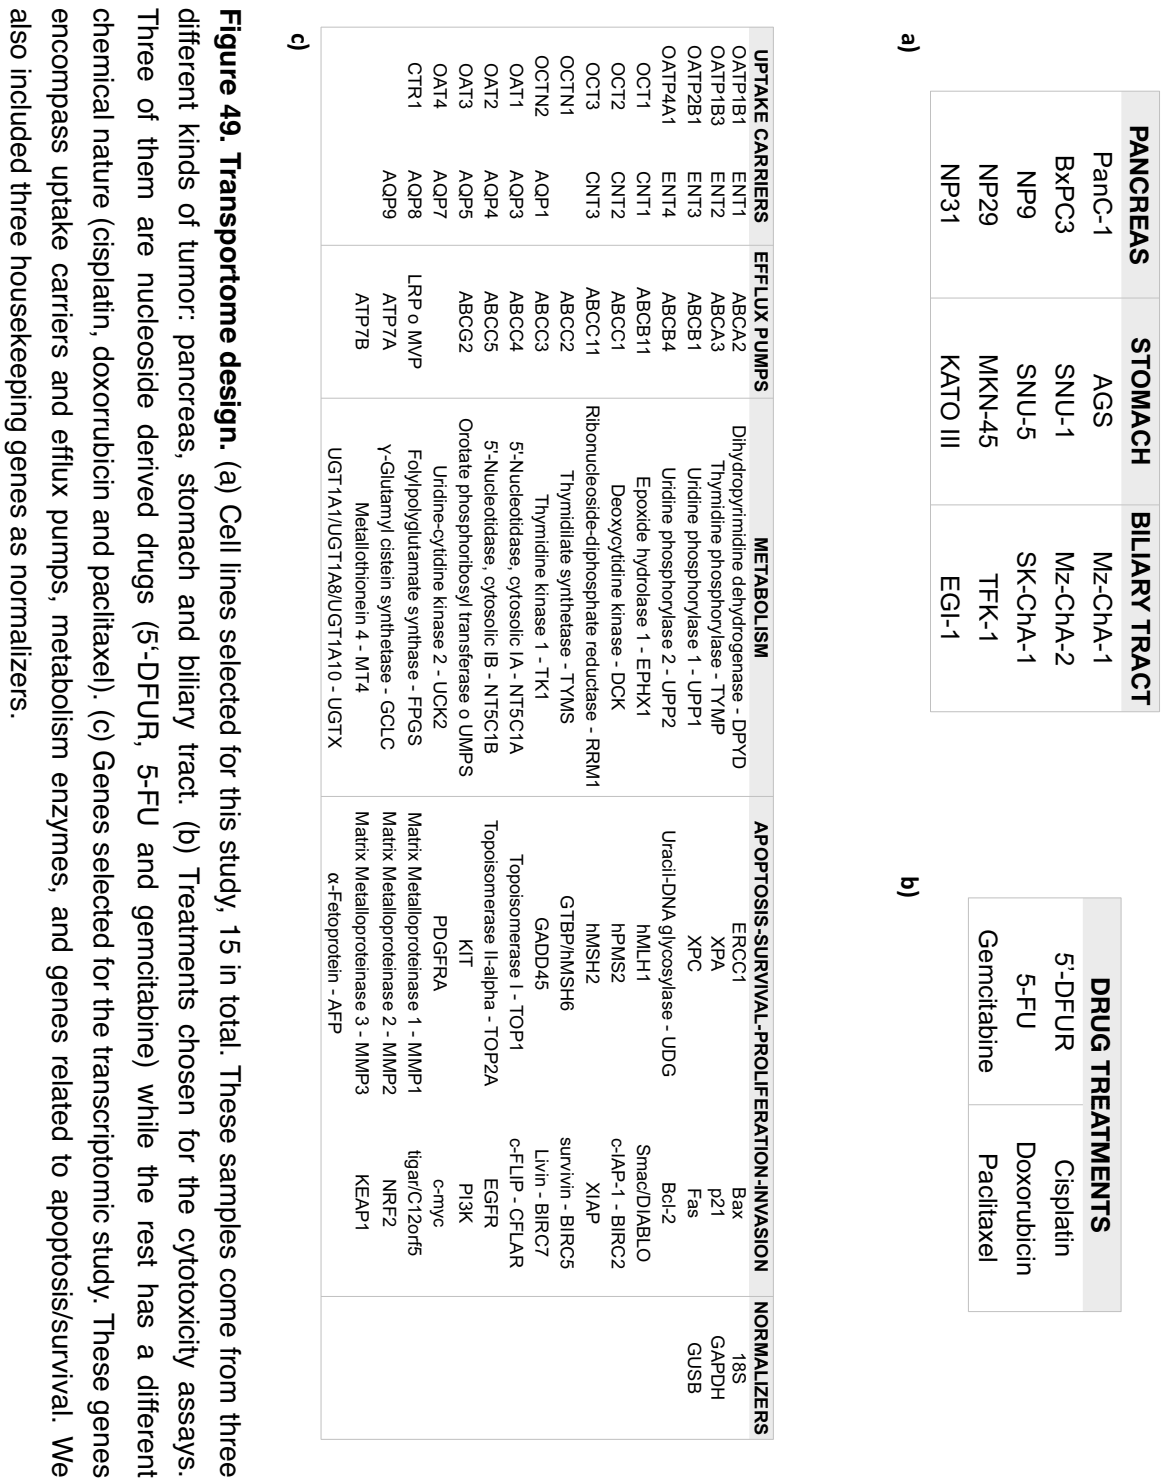 PANCREAS STOMACH BILIARY TRACT
PanC-1 AGS Mz-ChA-1
BxPC3 SNU-1 Mz-ChA-2
NP9 SNU-5 SK-ChA-1
NP29 MKN-45 TFK-1
NP31 KATO III EGI-1
a)
DRUG TREATMENTS
5'-DFUR Cisplatin
5-FU Doxorubicin
Gemcitabine Paclitaxel
b)
UPTAKE CARRIERS EFFLUX PUMPS METABOLISM APOPTOSIS-SURVIVAL-PROLIFERATION-INVASION NORMALIZERS
OATP1B1 ENT1 ABCA2 Dihydropyrimidine dehydrogenase - DPYD ERCC1 Bax 18S
OATP1B3 ENT2 ABCA3 Thymidine phosphorylase - TYMP XPA p21 GAPDH
OATP2B1 ENT3 ABCB1 Uridine phosphorylase 1 - UPP1 XPC Fas GUSB
OATP4A1 ENT4 ABCB4 Uridine phosphorylase 2 - UPP2 Uracil-DNA glycosylase - UDG Bcl-2
OCT1 CNT1 ABCB11 Epoxide hydrolase 1 - EPHX1 hMLH1 Smac/DIABLO
OCT2 CNT2 ABCC1 Deoxycytidine kinase - DCK hPMS2 c-IAP-1 - BIRC2
OCT3 CNT3 ABCC11 Ribonucleoside-diphosphate reductase - RRM1 hMSH2 XIAP
OCTN1 ABCC2 Thymidilate synthetase - TYMS GTBP/hMSH6 survivin - BIRC5
OCTN2 AQP1 ABCC3 Thymidine kinase 1 - TK1 GADD45 Livin - BIRC7
OAT1 AQP3 ABCC4 5'-Nucleotidase, cytosolic IA - NT5C1A Topoisomerase I - TOP1 c-FLIP - CFLAR
OAT2 AQP4 ABCC5 5'-Nucleotidase, cytosolic IB - NT5C1B Topoisomerase II-alpha - TOP2A EGFR
OAT3 AQP5 ABCG2 Orotate phosphoribosyl transferase o UMPS KIT PI3K
OAT4 AQP7 Uridine-cytidine kinase 2 - UCK2 PDGFRA c-myc
CTR1 AQP8 LRP o MVP Folylpolyglutamate synthase - FPGS Matrix Metalloproteinase 1 - MMP1 tigar/C12orf5
AQP9 ATP7A γ-Glutamyl cistein synthetase - GCLC Matrix Metalloproteinase 2 - MMP2 NRF2
ATP7B Metallothionein 4 - MT4 Matrix Metalloproteinase 3 - MMP3 KEAP1
UGT1A1/UGT1A8/UGT1A10 - UGTX α-Fetoprotein - AFP
c)
Figure 49. Transportome design. (a) Cell lines selected for this study, 15 in total. These samples come from three
different kinds of tumor: pancreas, stomach and biliary tract. (b) Treatments chosen for the cytotoxicity assays.
Three of them are nucleoside derived drugs (5‘-DFUR, 5-FU and gemcitabine) while the rest has a different
chemical nature (cisplatin, doxorrubicin and paclitaxel). (c) Genes selected for the transcriptomic study. These genes
encompass uptake carriers and efflux pumps, metabolism enzymes, and genes related to apoptosis/survival. We
also included three housekeeping genes as normalizers.